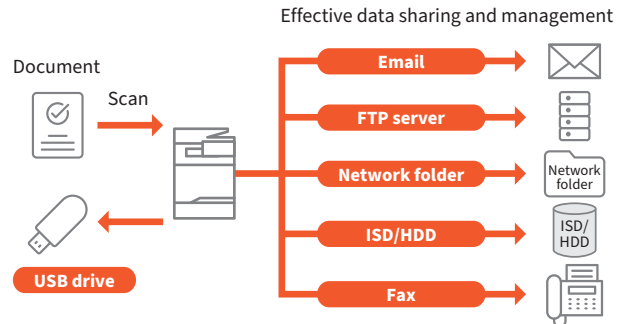 Effective data sharing and management
Document
Scan
USB drive
Email
FTP server
Network folder
Network
folder
ISD/HDD
ISD/
HDD
Fax